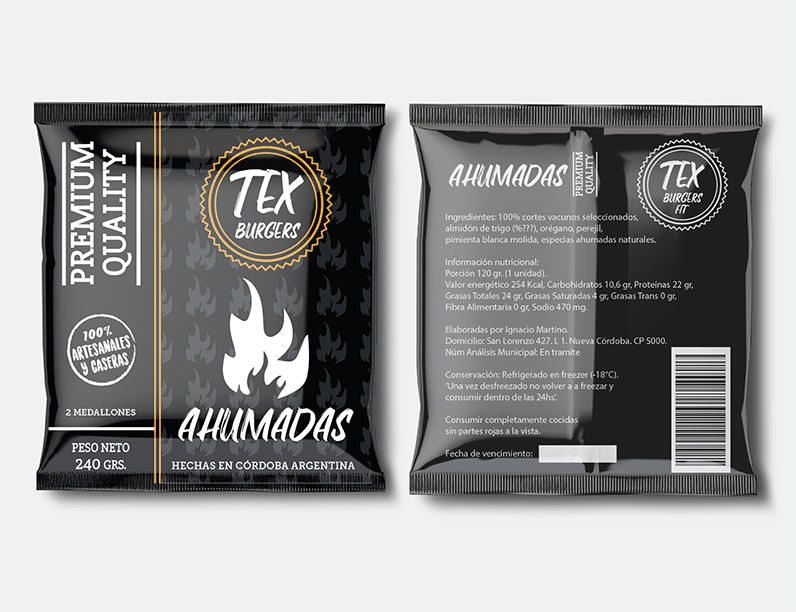 PREMIUM
QUALITY
TEX
BURGERS
100%
ARTESANALES
Y CASERAS
2 MEDALLONES
PESO NETO
240 GRS.
AHUMADAS
HECHAS EN CÓRDOBA ARGENTINA
AHUMADAS
PREMIUM
QUALITY
TEX
BURGERS
FIT
Ingredientes: 100% cortes vacunos seleccionados,
almidón de trigo (%???), orégano, perejil,
pimienta blanca molida, especias ahumadas naturales.
Información nutricional:
Porción 120 gr. (1 unidad).
Valor energético 254 Kcal, Carbohidratos 10,6 gr, Proteínas 22 gr,
Grasas Totales 24 gr, Grasas Saturadas 4 gr, Grasas Trans 0 gr,
Fibra Alimentaria 0 gr, Sodio 470 mg.
Elaboradas por Ignacio Martino.
Domicilio: San Lorenzo 427. L 1. Nueva Córdoba. CP 5000.
Núm Análisis Municipal: En tramite
Conservación: Refrigerado en freezer (-18°C).
'Una vez desfreezado no volver a a freezar y
consumir dentro de las 24hs'.
Consumir completamente cocidas
sin partes rojas a la vista.
Fecha de vencimiento: